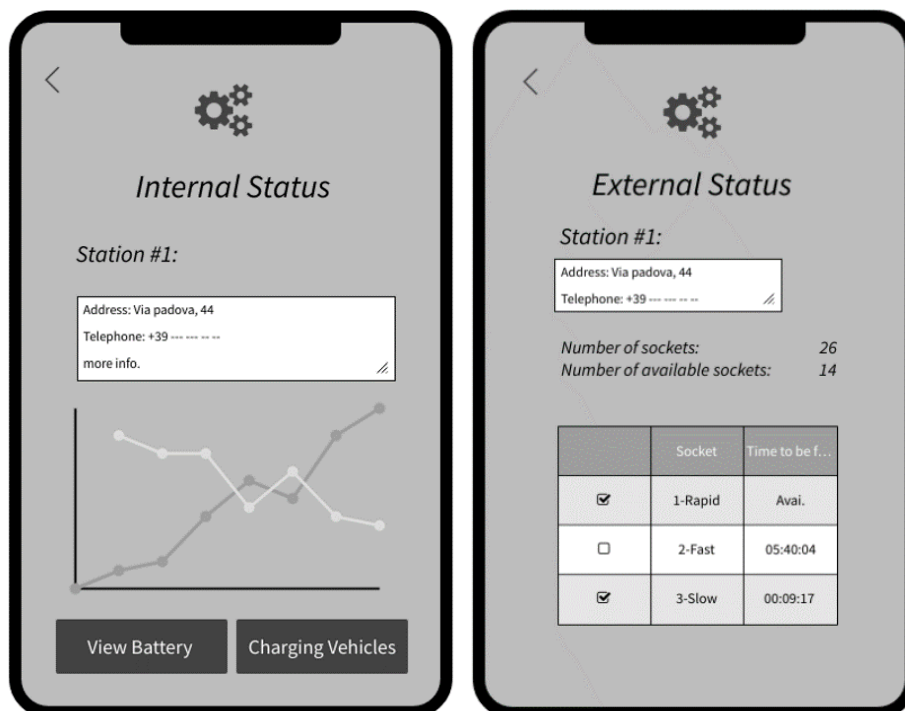 Internal Status
Station #1:
Address: Via padova, 44
Telephone: +39 --- --- -- --
more info.
View Battery
Charging Vehicles
External Status
Station #1:
Address: Via padova, 44
Telephone: +39 --- --- -- --
Number of sockets: 26
Number of available sockets: 14
Socket Time to be f...
1-Rapid Avai.
2-Fast 05:40:04
3-Slow 00:09:17